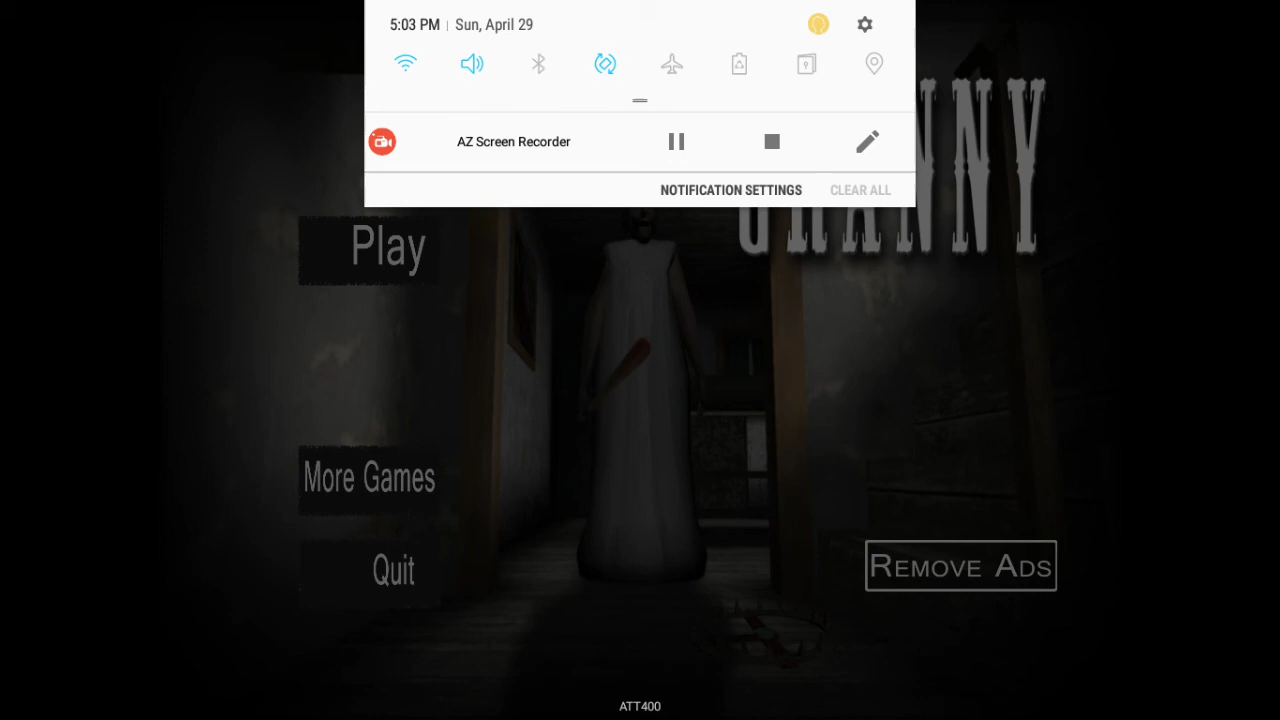 5:03 PM | Sun, April 29
AZ Screen Recorder
NOTIFICATION SETTINGS CLEAR ALL
GRANNY
Play
More Games
Quit
REMOVE ADS
ATT400